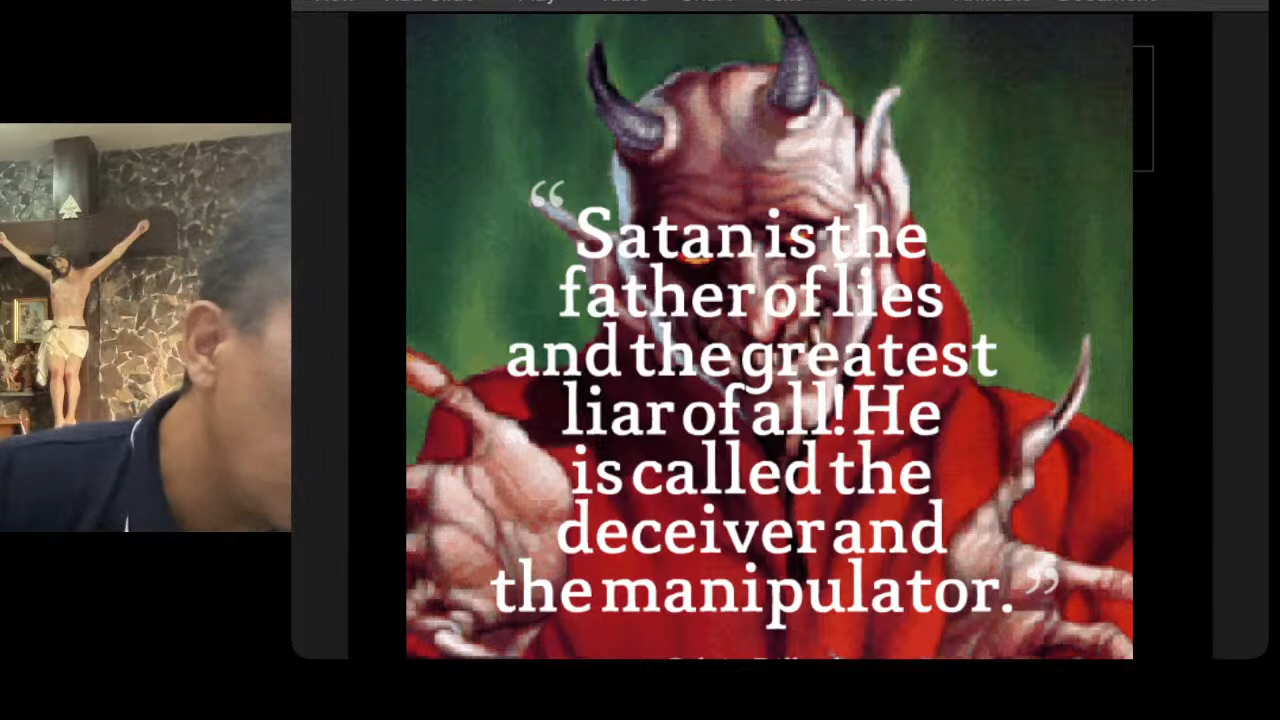 “Satan is the
father of lies
and the greatest
liar of all! He
is called the
deceiver and
the manipulator.”